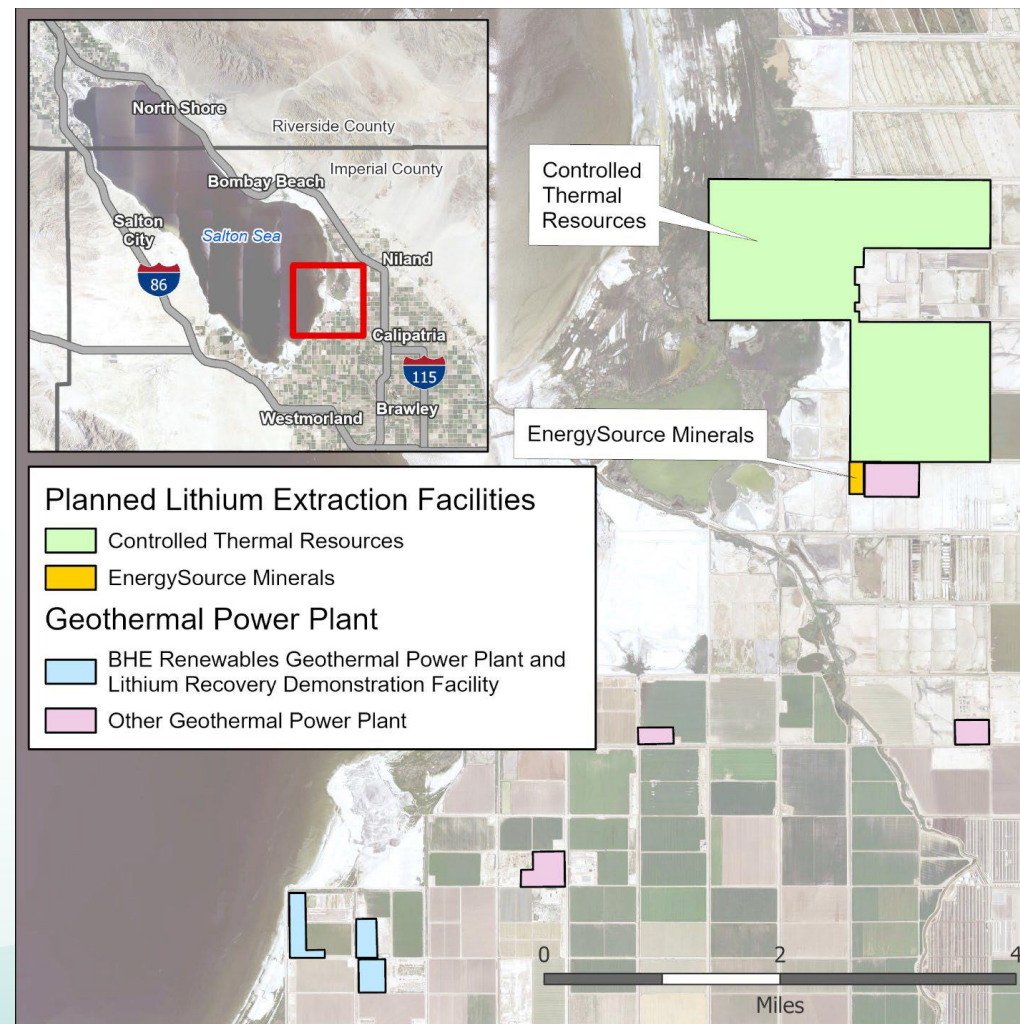 North Shore
Riverside County
Imperial County
Bombay Beach
Salton
City
Salton Sea
Niland
86
Calipatria
115
Westmorland
Brawley
Controlled
Thermal
Resources
EnergySource Minerals
Planned Lithium Extraction Facilities
Controlled Thermal Resources
EnergySource Minerals
Geothermal Power Plant
BHE Renewables Geothermal Power Plant and
Lithium Recovery Demonstration Facility
Other Geothermal Power Plant
0 2 4
Miles